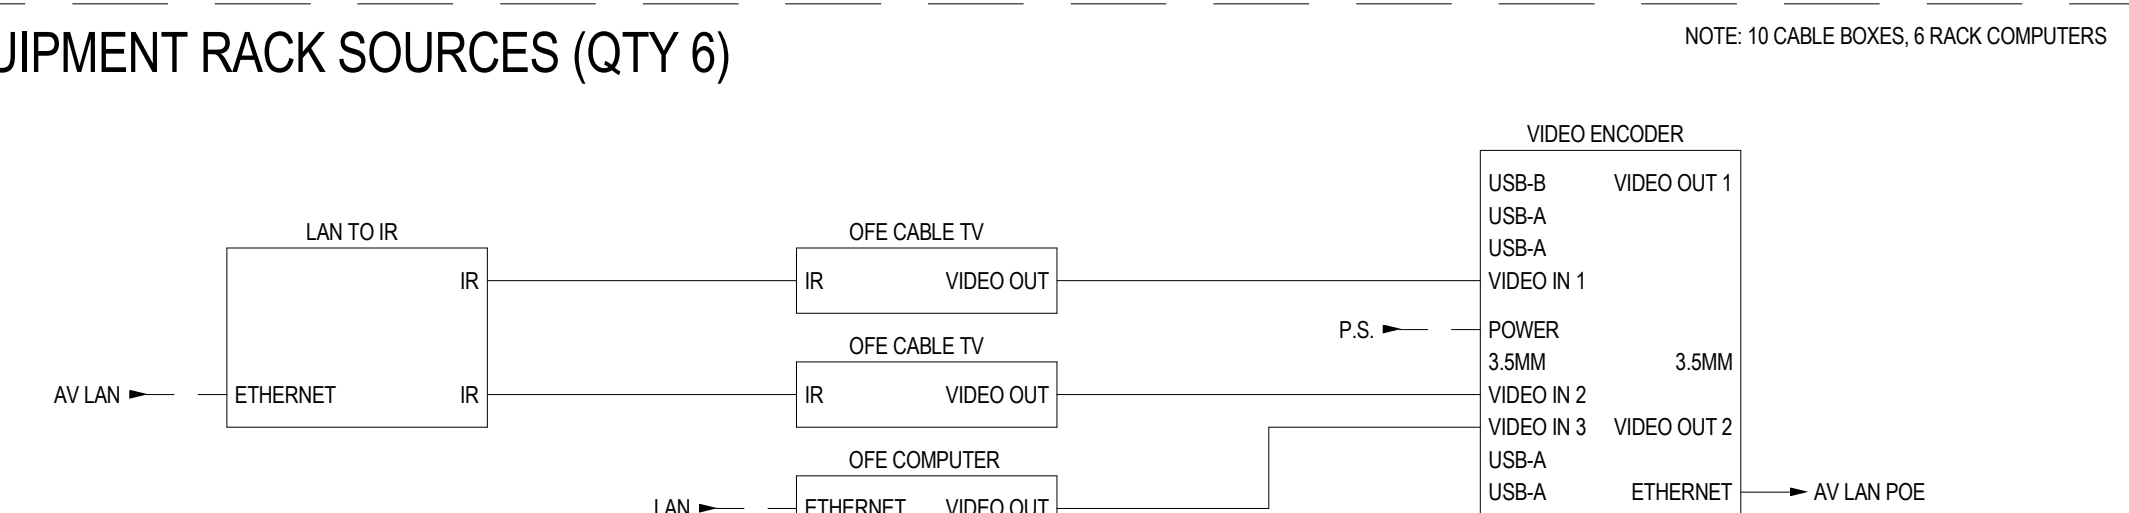 UIPMENT RACK SOURCES (QTY 6)
NOTE: 10 CABLE BOXES, 6 RACK COMPUTERS
VIDEO ENCODER
USB-B VIDEO OUT 1
USB-A
LAN TO IR
OFE CABLE TV
USB-A
IR
IR VIDEO OUT
VIDEO IN 1
P.S.
POWER
OFE CABLE TV
3.5MM 3.5MM
AV LAN
ETHERNET IR
IR VIDEO OUT
VIDEO IN 2
VIDEO IN 3 VIDEO OUT 2
OFE COMPUTER
USB-A
USB-A ETHERNET
AV LAN POE
LAN
ETHERNET VIDEO OUT